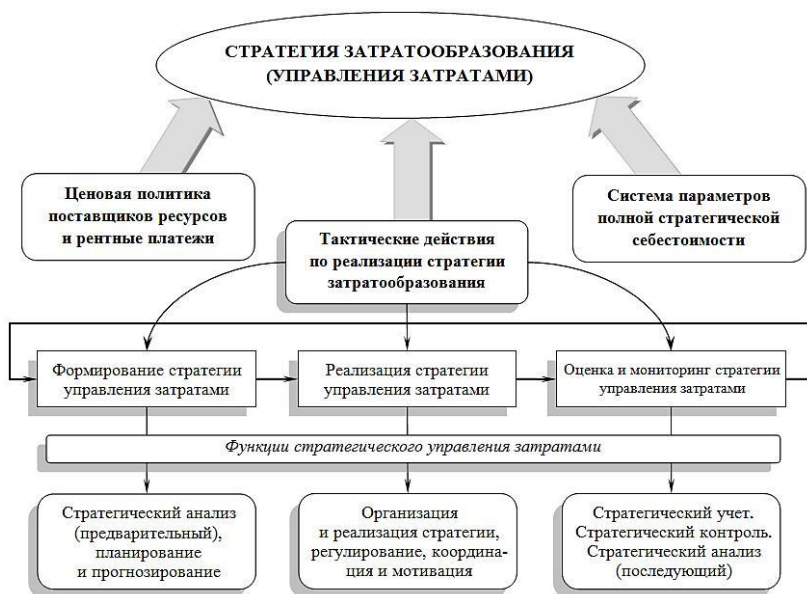 СТРАТЕГИЯ ЗАТРАТООБРАЗОВАНИЯ
(УПРАВЛЕНИЯ ЗАТРАТАМИ)
Ценовая политика
поставщиков ресурсов
и рентные платежи
Тактические действия
по реализации стратегии
затратообразования
Система параметров
полной стратегической
себестоимости
Формирование стратегии
управления затратами
Реализация стратегии
управления затратами
Оценка и мониторинг стратегии
управления затратами
Функции стратегического управления затратами
Стратегический анализ
(предварительный),
планирование
и прогнозирование
Организация
и реализация стратегии,
регулирование, координа-
ция и мотивация
Стратегический учет.
Стратегический контроль.
Стратегический анализ
(последующий)